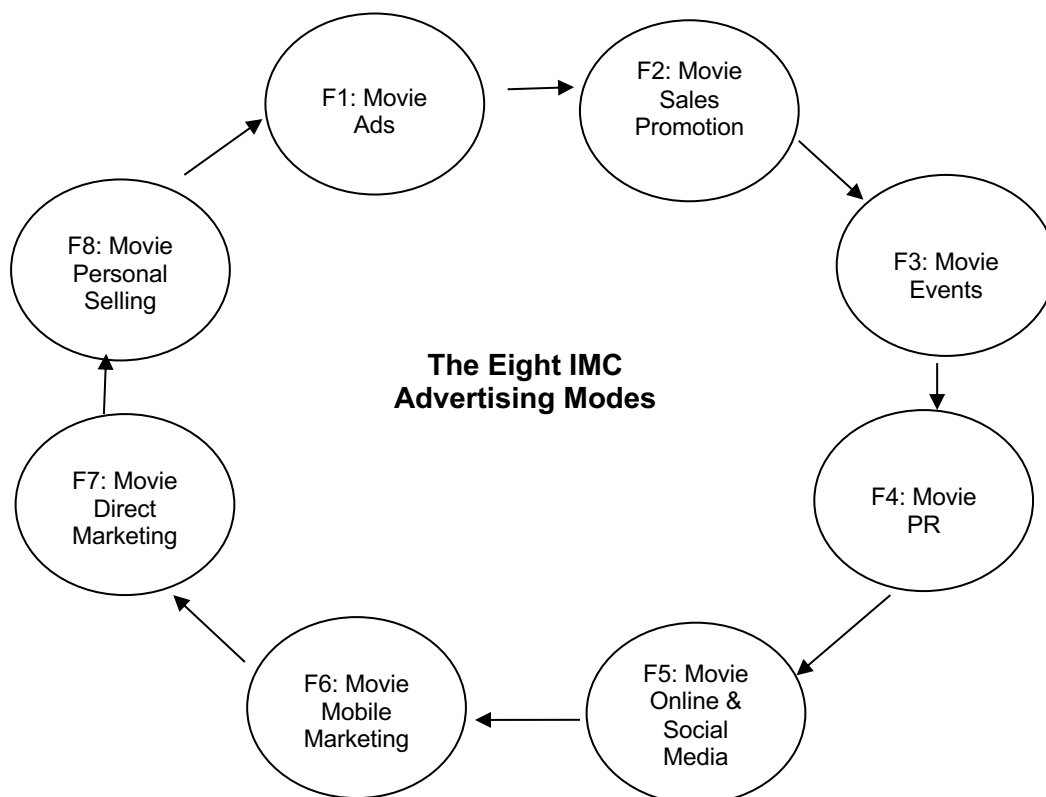 F1: Movie
Ads
F2: Movie
Sales
Promotion
F3: Movie
Events
F4: Movie
PR
F5: Movie
Online &
Social
Media
F6: Movie
Mobile
Marketing
F7: Movie
Direct
Marketing
F8: Movie
Personal
Selling
The Eight IMC
Advertising Modes